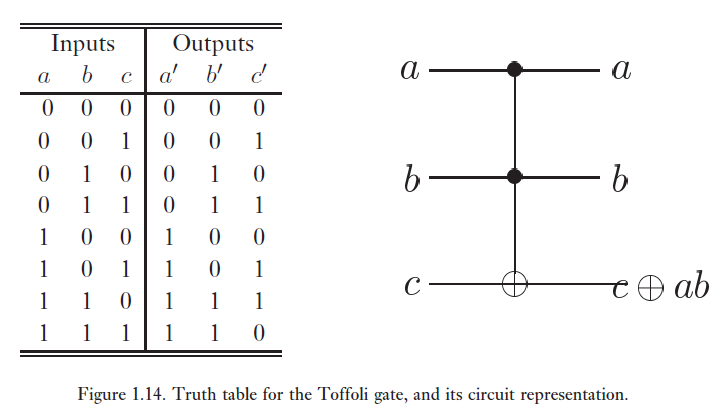 Inputs Outputs
a b c a′ b′ c′
0 0 0 0 0 0
0 0 1 0 0 1
0 1 0 0 1 0
0 1 1 0 1 1
1 0 0 1 0 0
1 0 1 1 0 1
1 1 0 1 1 1
1 1 1 1 1 0
a a
b b
c c ⊕ ab
Figure 1.14. Truth table for the Toffoli gate, and its circuit representation.